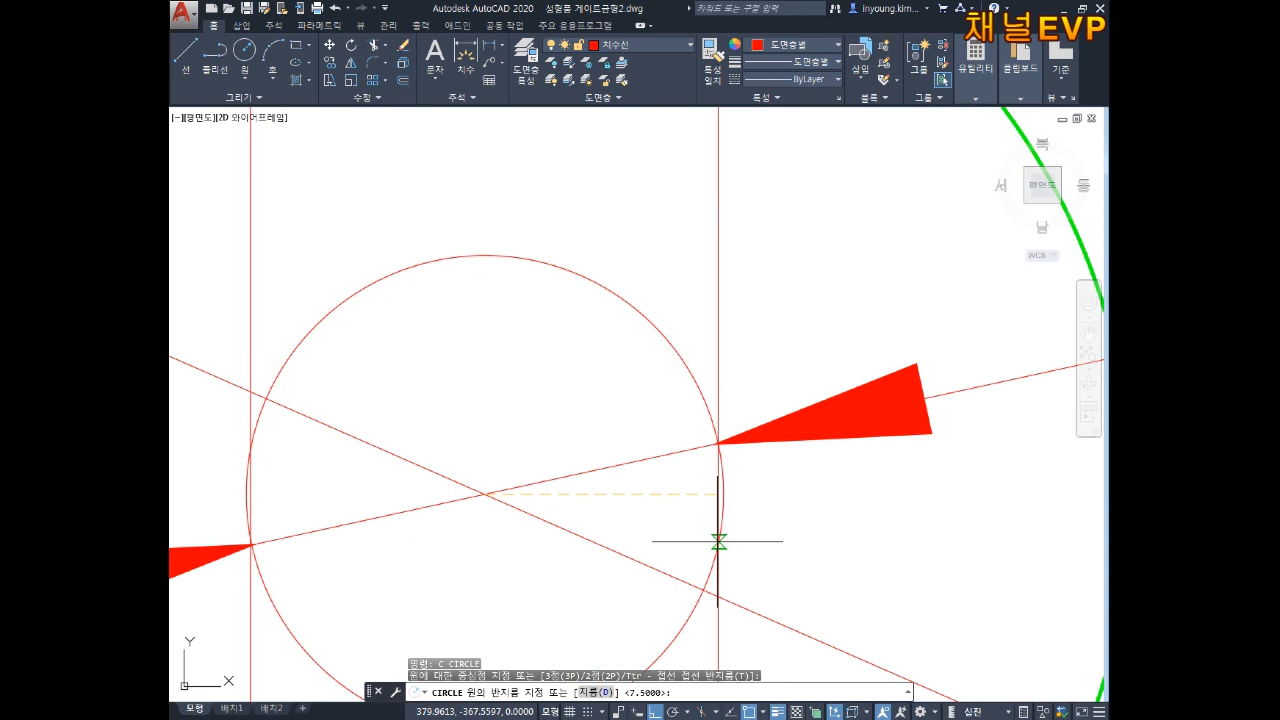 Autodesk AutoCAD 2020 성형품 게이트균형2.dwg
키워드 또는 구문 입력
inyoung.kim...
채널EVP
홈 삽입 주석 파라메트릭 뷰 관리 출력 애드인 공동 작업 주요 응용프로그램
선 폴리선 원 호
문자 치수
도면층 특성
치수선
특성 일치
도면층별
도면층별
ByLayer
삽입
그룹
유틸리티
클립보드
기준
그리기 수정 주석 도면층 특성 블록 그룹 뷰
[-][평면도][2D 와이어프레임]
북
서 평면도 동
남
WCS
Y
X
명령: C CIRCLE
원에 대한 중심점 지정 또는 [3점(3P)/2점(2P)/Ttr - 접선 접선 반지름(T)]:
CIRCLE 원의 반지름 지정 또는 [지름(D)] <7.5000>:
모형 배치1 배치2 +
379.9613, -367.5597, 0.0000 모형
십진